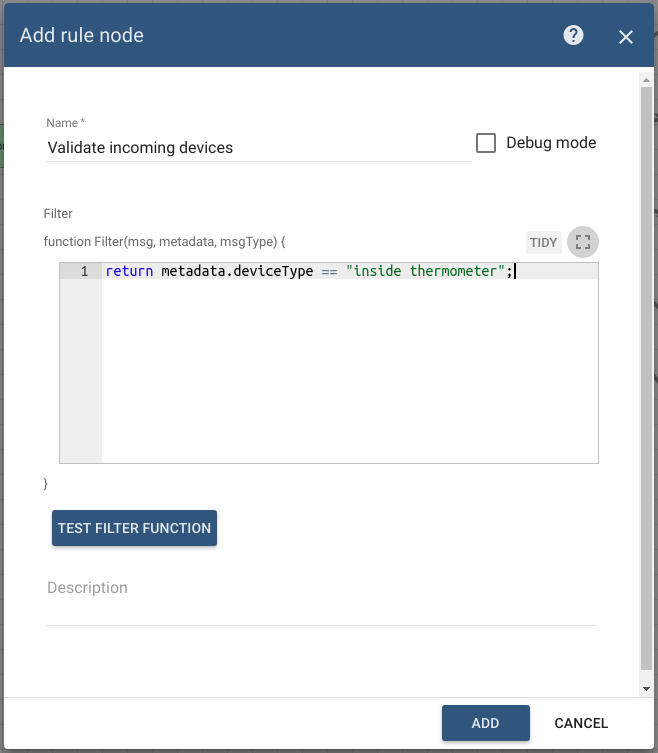 Add rule node
Name *
Validate incoming devices
Debug mode
Filter
function Filter(msg, metadata, msgType) {
TIDY
1 return metadata.deviceType == "inside thermometer";
}
TEST FILTER FUNCTION
Description
ADD CANCEL